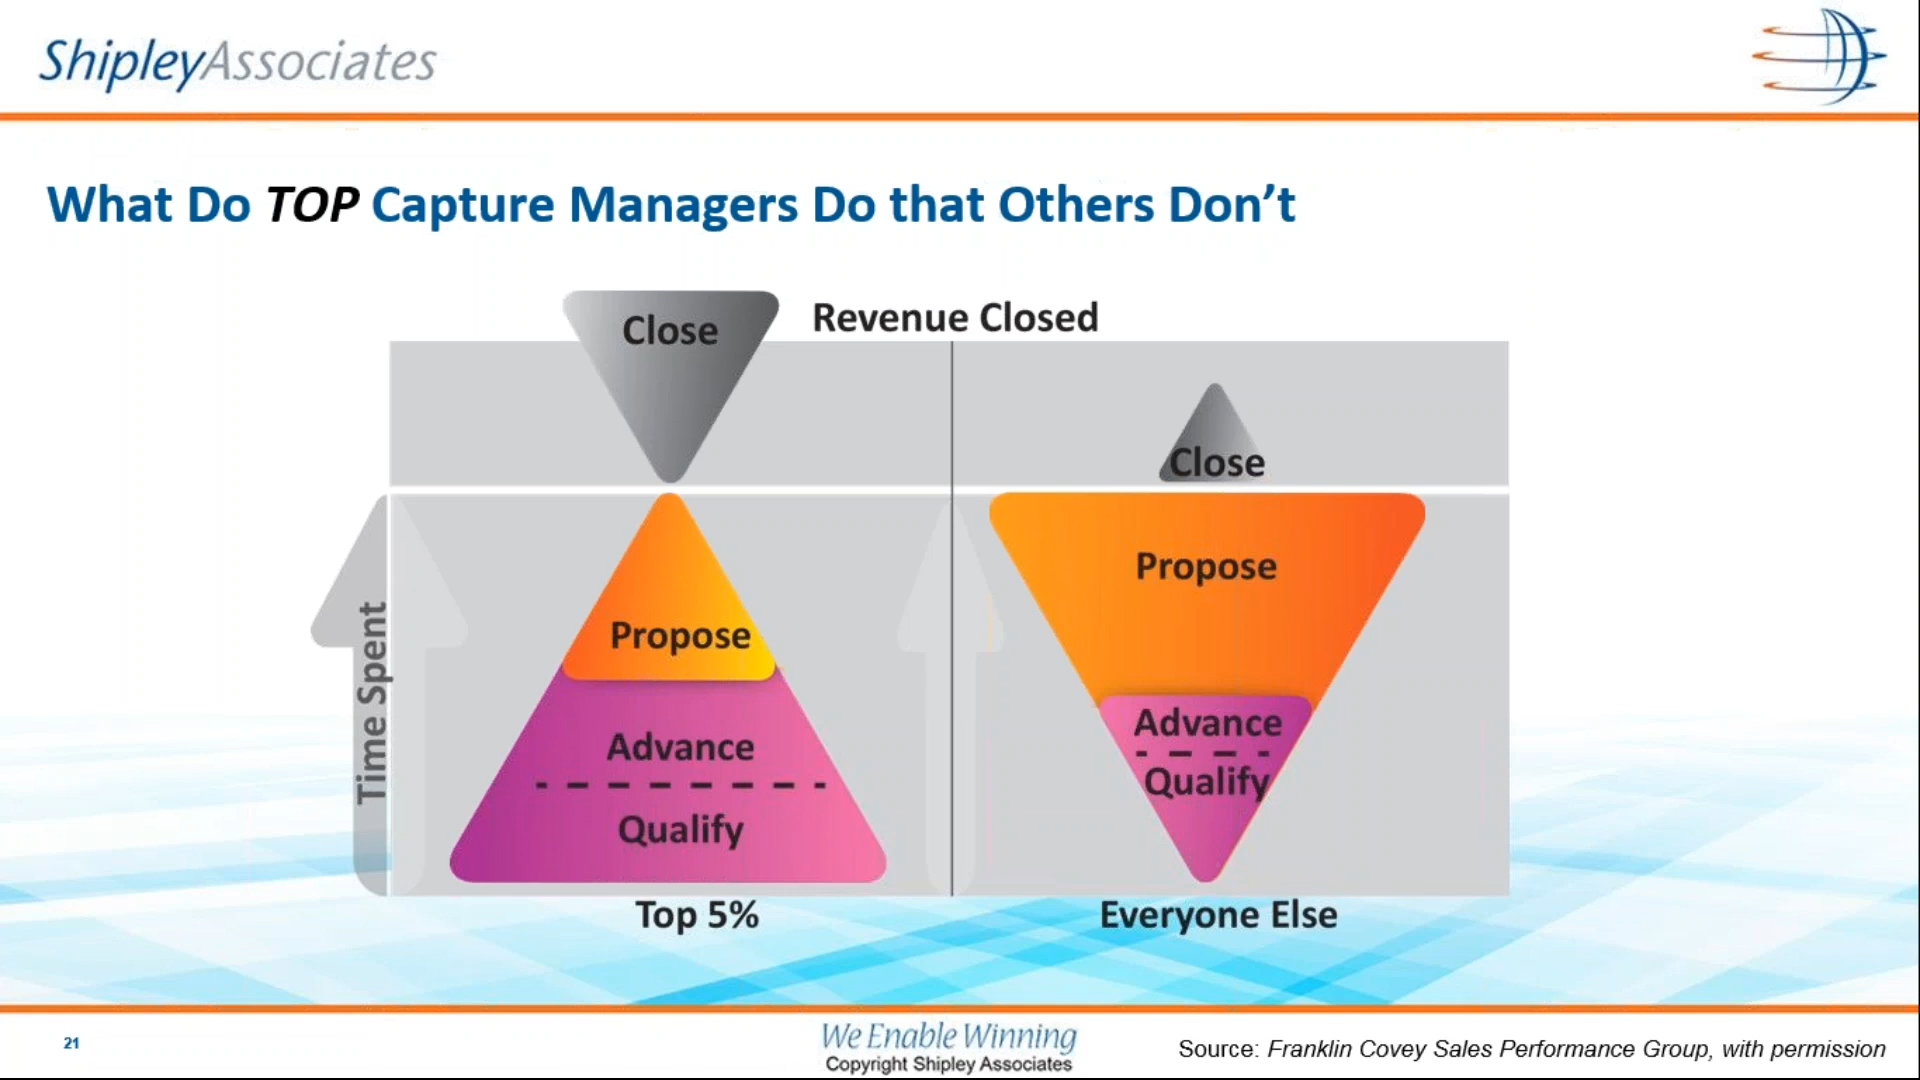 ShipleyAssociates
What Do TOP Capture Managers Do that Others Don't
Close
Revenue Closed
Close
Time Spent
Propose
Advance
Qualify
Propose
Advance
Qualify
Top 5%
Everyone Else
21
We Enable Winning
Copyright Shipley Associates
Source: Franklin Covey Sales Performance Group, with permission